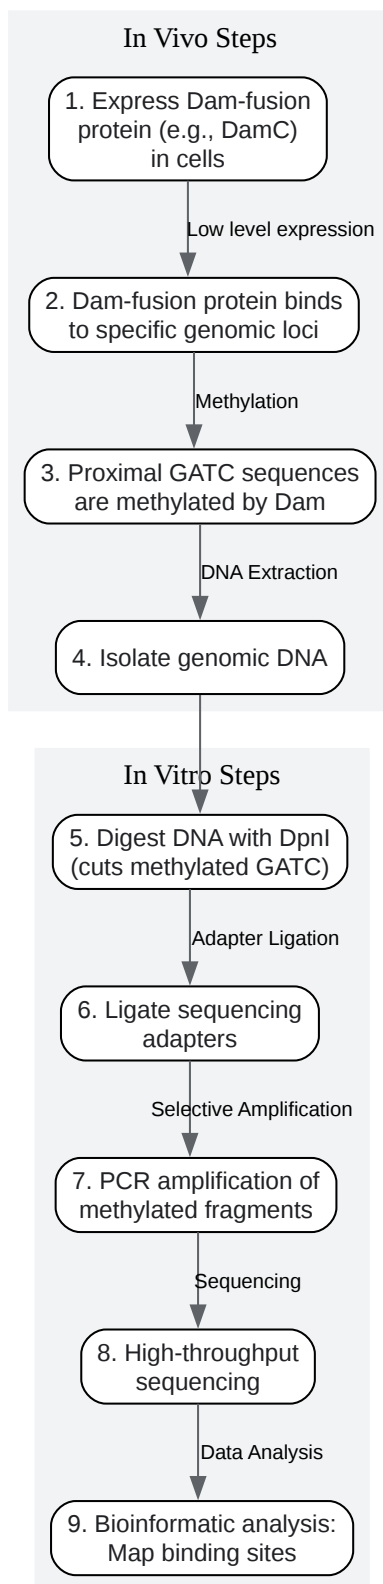 In Vivo Steps
1. Express Dam-fusion
protein (e.g., DamC)
in cells
Low level expression
2. Dam-fusion protein binds
to specific genomic loci
Methylation
3. Proximal GATC sequences
are methylated by Dam
DNA Extraction
4. Isolate genomic DNA
In Vitro Steps
5. Digest DNA with DpnI
(cuts methylated GATC)
Adapter Ligation
6. Ligate sequencing
adapters
Selective Amplification
7. PCR amplification of
methylated fragments
Sequencing
8. High-throughput
sequencing
Data Analysis
9. Bioinformatic analysis:
Map binding sites